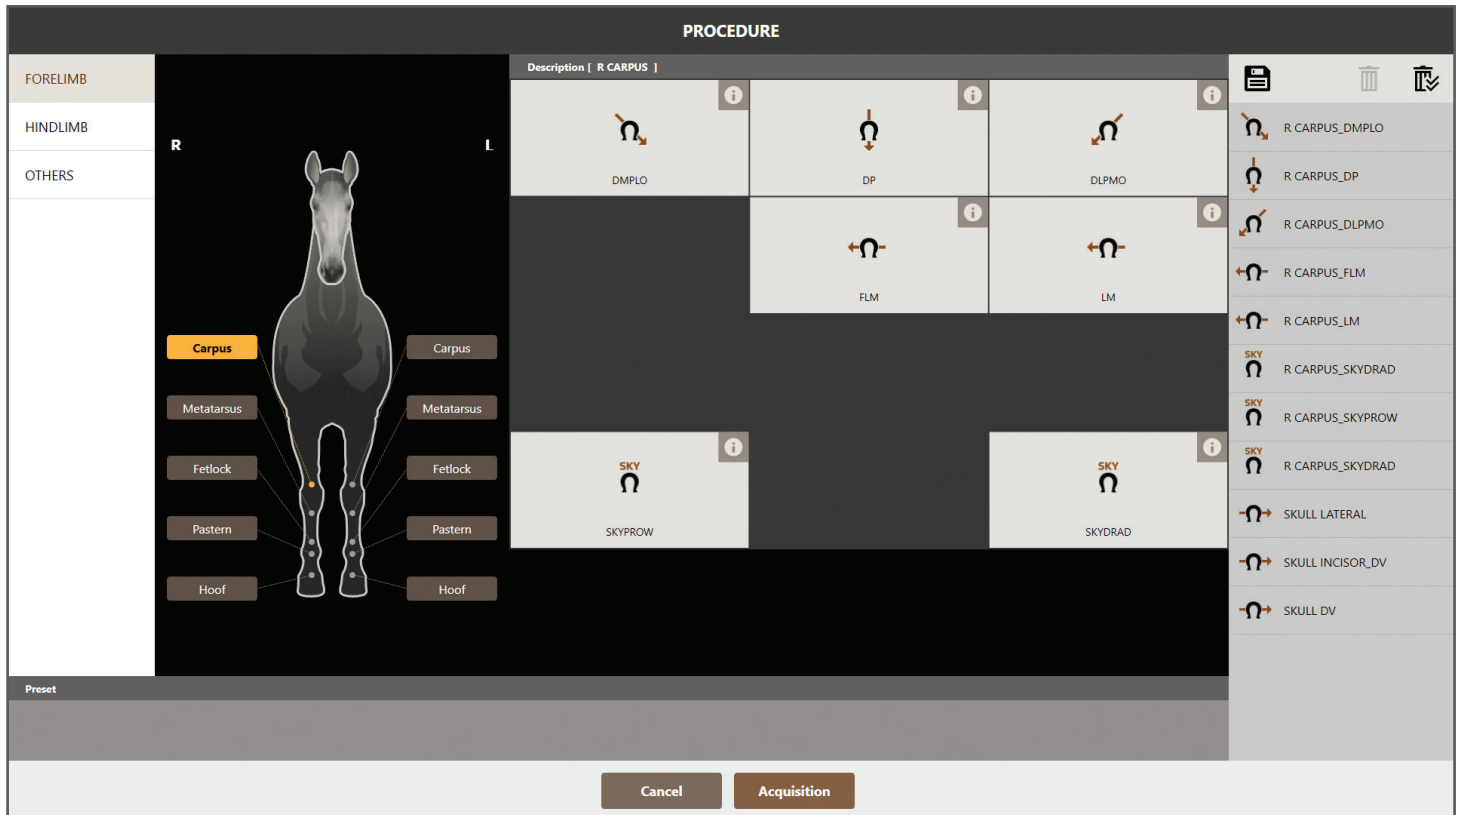 PROCEDURE
FORELIMB
HINDLIMB
OTHERS
R
L
Carpus
Carpus
Metatarsus
Metatarsus
Fetlock
Fetlock
Pastern
Pastern
Hoof
Hoof
Description [ R CARPUS ]
DMPLO
DP
DLPMO
FLM
LM
SKY
SKYPROW
SKY
SKYDRAD
R CARPUS_DMPLO
R CARPUS_DP
R CARPUS_DLPMO
R CARPUS_FLM
R CARPUS_LM
SKY
R CARPUS_SKYDRAD
SKY
R CARPUS_SKYPROW
SKY
R CARPUS_SKYDRAD
SKULL LATERAL
SKULL INCISOR_DV
SKULL DV
Preset
Cancel
Acquisition